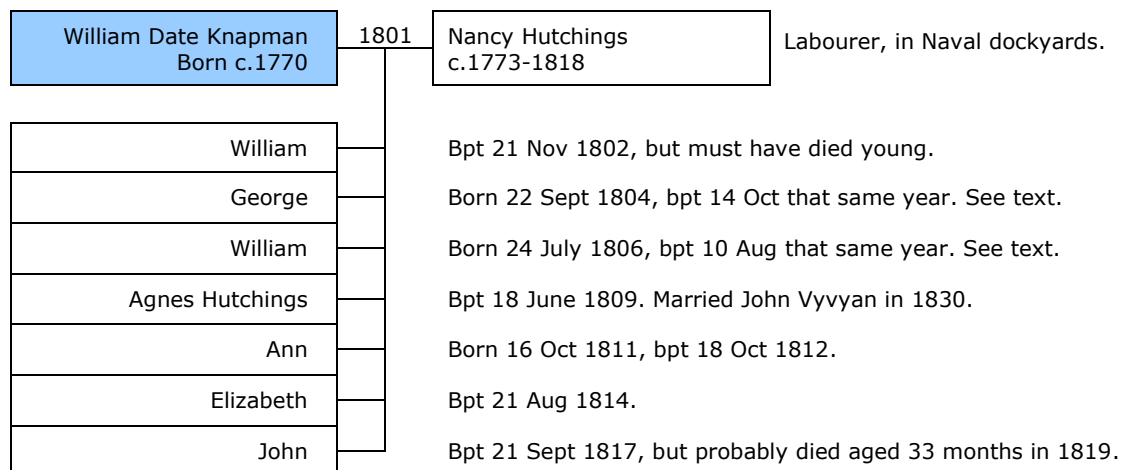 William Date Knapman 1801 Nancy Hutchings Labourer, in Naval dockyards.
Born c.1770 c.1773-1818
William Bpt 21 Nov 1802, but must have died young.
George Born 22 Sept 1804, bpt 14 Oct that same year. See text.
William Born 24 July 1806, bpt 10 Aug that same year. See text.
Agnes Hutchings Bpt 18 June 1809. Married John Vyvyan in 1830.
Ann Born 16 Oct 1811, bpt 18 Oct 1812.
Elizabeth Bpt 21 Aug 1814.
John Bpt 21 Sept 1817, but probably died aged 33 months in 1819.